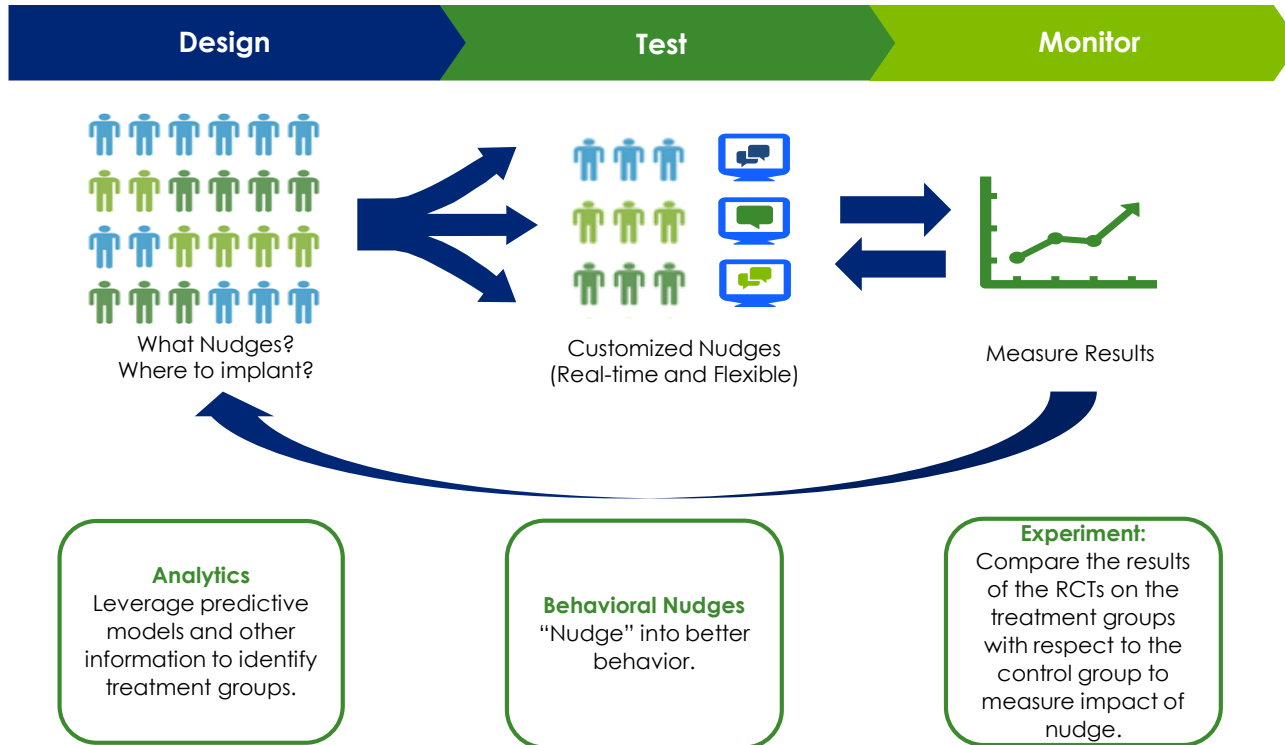 Design
Test
Monitor
What Nudges?
Where to implant?
Customized Nudges
(Real-time and Flexible)
Measure Results
Analytics
Leverage predictive
models and other
information to identify
treatment groups.
Behavioral Nudges
“Nudge” into better
behavior.
Experiment:
Compare the results
of the RCTs on the
treatment groups
with respect to the
control group to
measure impact of
nudge.